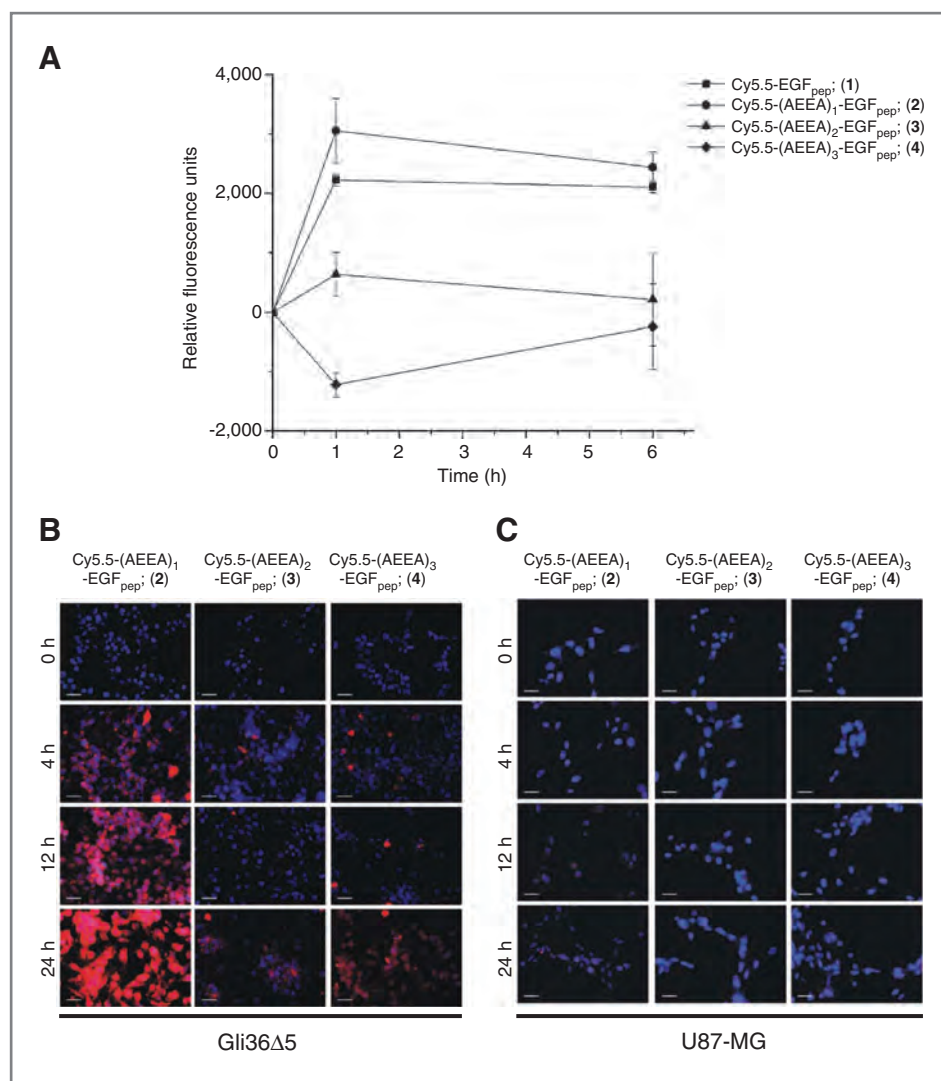 A
4,000
2,000
0
-2,000
Relative fluorescence units
0 1 2 3 4 5 6
Time (h)
Cy5.5-EGFpep; (1)
Cy5.5-(AEEA)1-EGFpep; (2)
Cy5.5-(AEEA)2-EGFpep; (3)
Cy5.5-(AEEA)3-EGFpep; (4)
B
Cy5.5-(AEEA)1 Cy5.5-(AEEA)2 Cy5.5-(AEEA)3
-EGFpep; (2) -EGFpep; (3) -EGFpep; (4)
0 h
4 h
12 h
24 h
Gli36Δ5
C
Cy5.5-(AEEA)1 Cy5.5-(AEEA)2 Cy5.5-(AEEA)3
-EGFpep; (2) -EGFpep; (3) -EGFpep; (4)
0 h
4 h
12 h
24 h
U87-MG